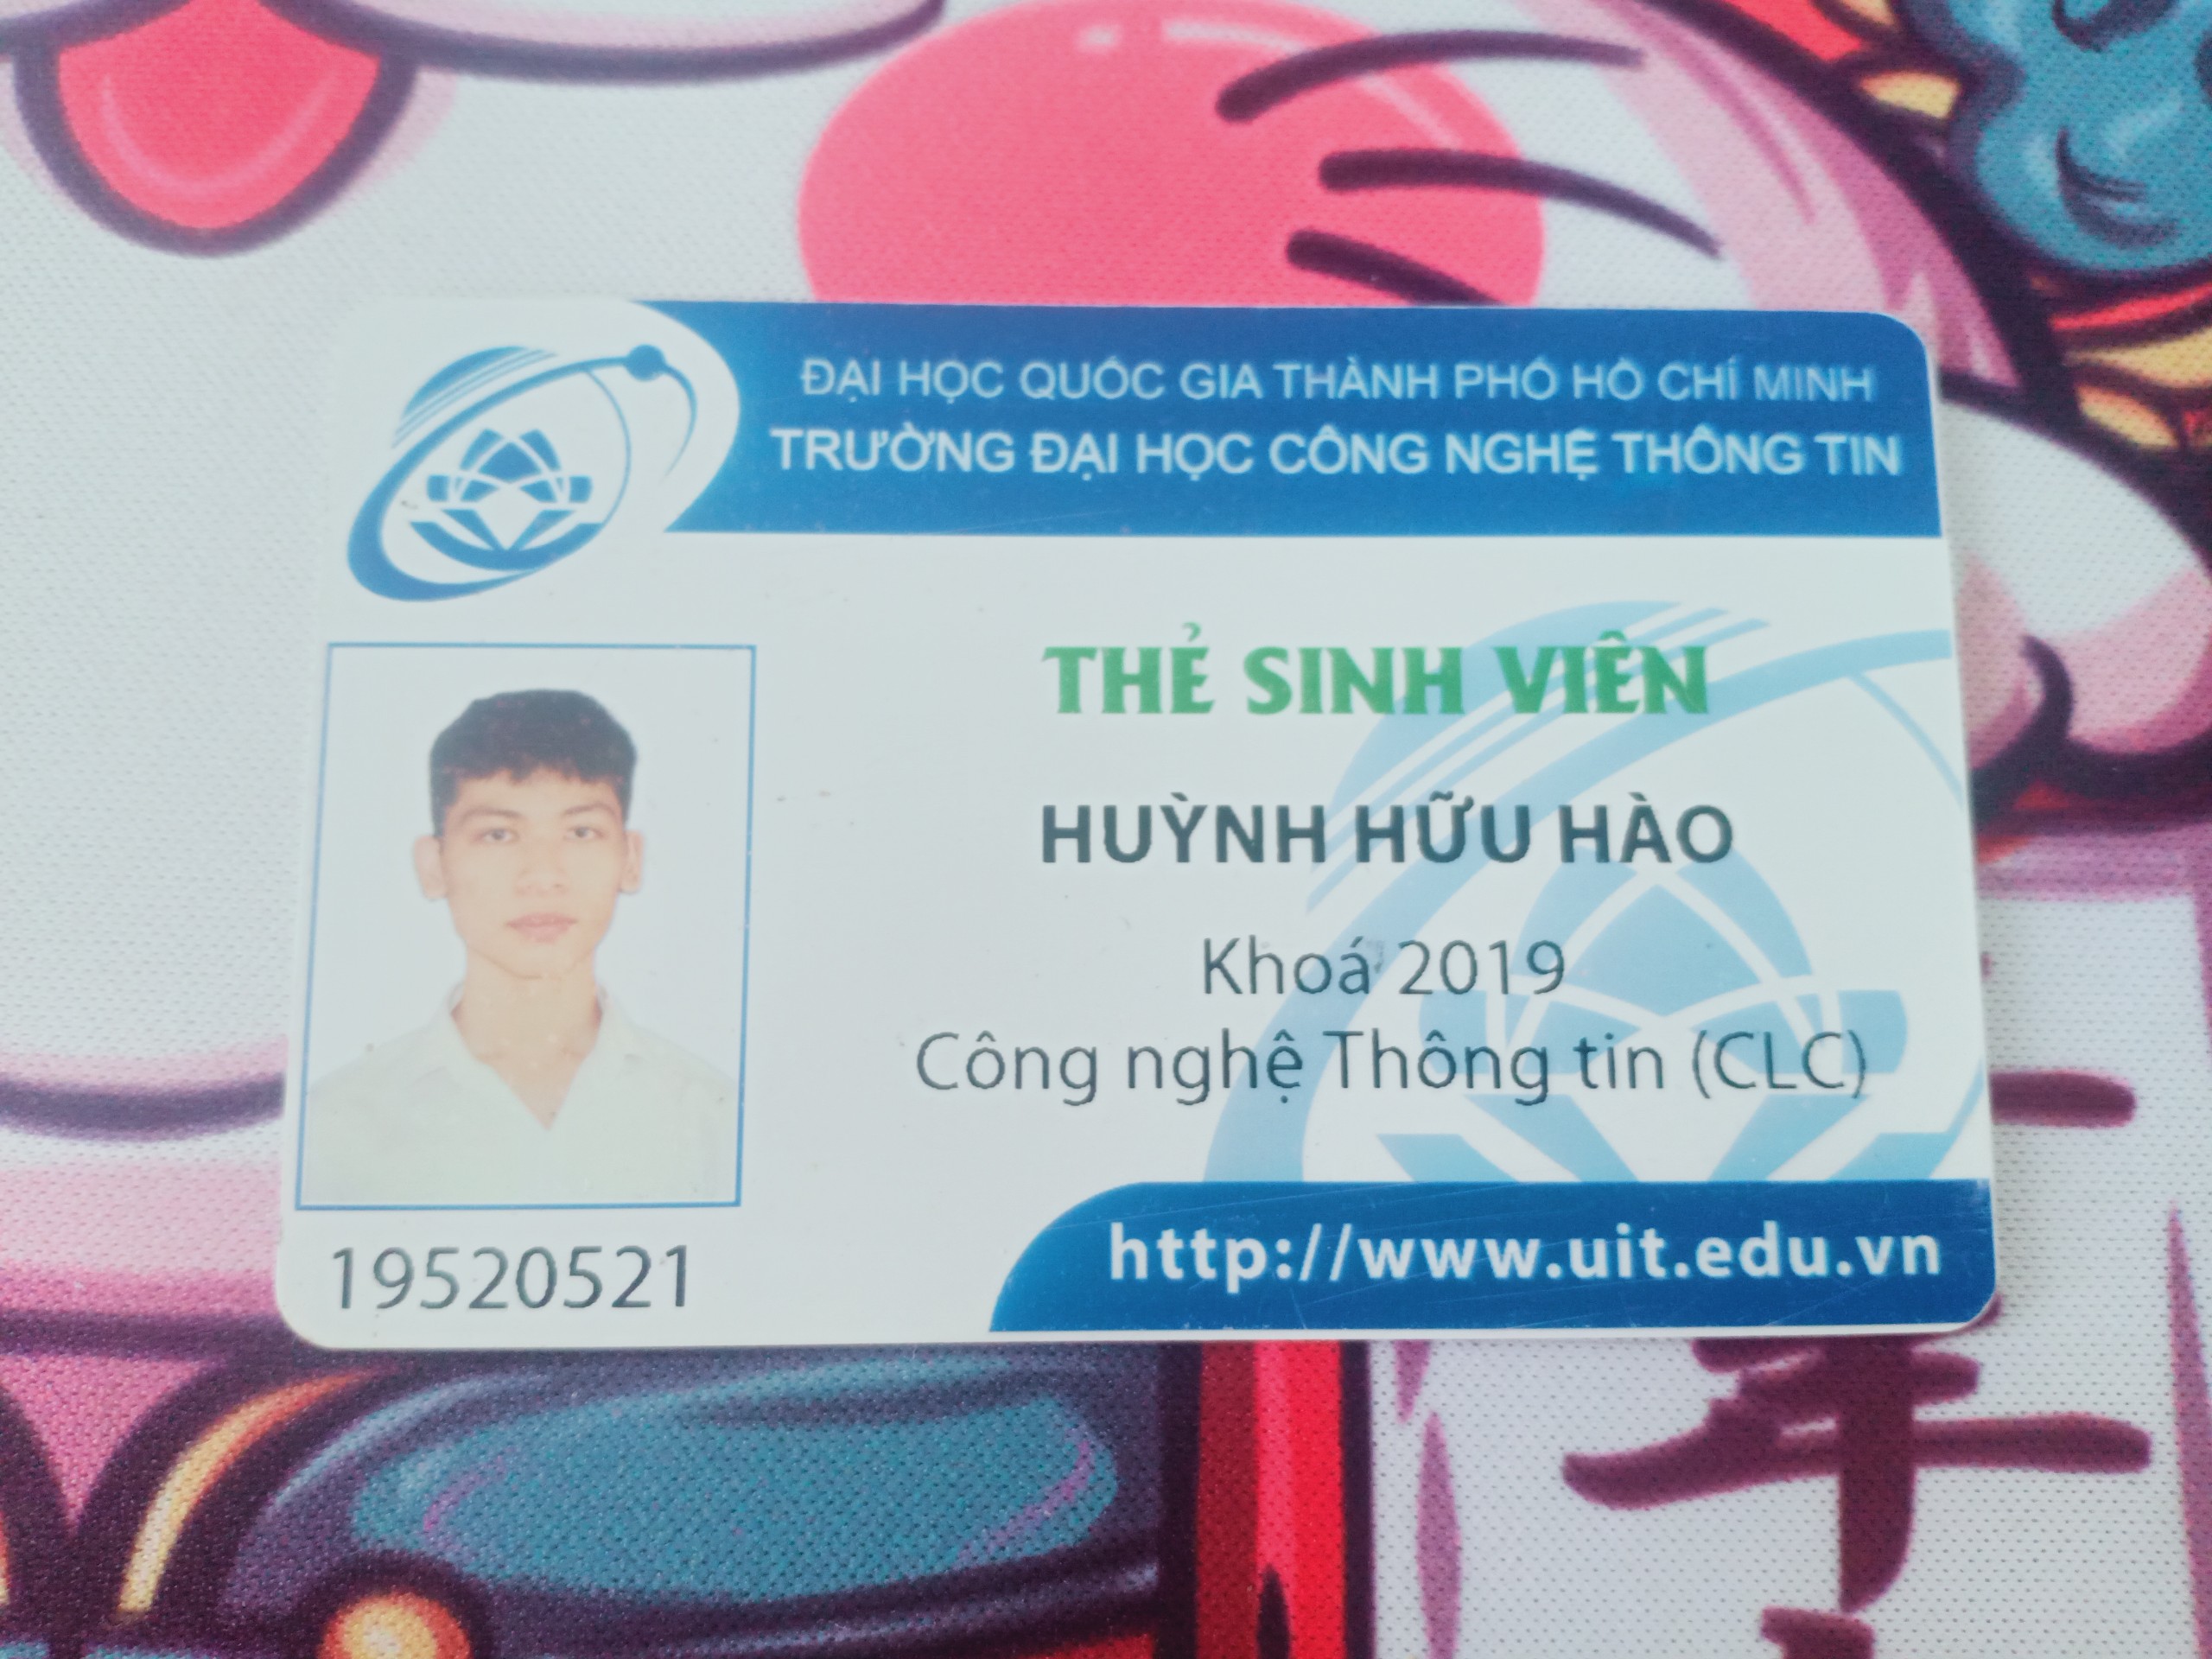 ĐẠI HỌC QUỐC GIA THÀNH PHỐ HỒ CHÍ MINH
TRƯỜNG ĐẠI HỌC CÔNG NGHỆ THÔNG TIN
THẺ SINH VIÊN
HUỲNH HỮU HÀO
Khoá 2019
Công nghệ Thông tin (CLC)
19520521
http://www.uit.edu.vn